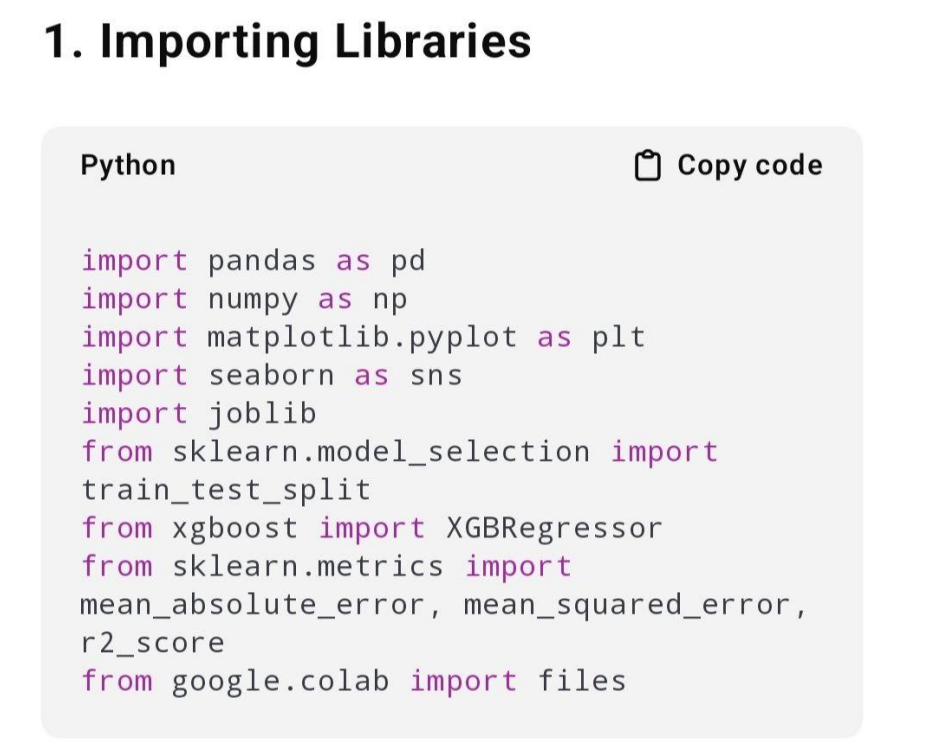 1. Importing Libraries
Python
Copy code
import pandas as pd
import numpy as np
import matplotlib.pyplot as plt
import seaborn as sns
import joblib
from sklearn.model_selection import
train_test_split
from xgboost import XGBRegressor
from sklearn.metrics import
mean_absolute_error, mean_squared_error,
r2_score
from google.colab import files